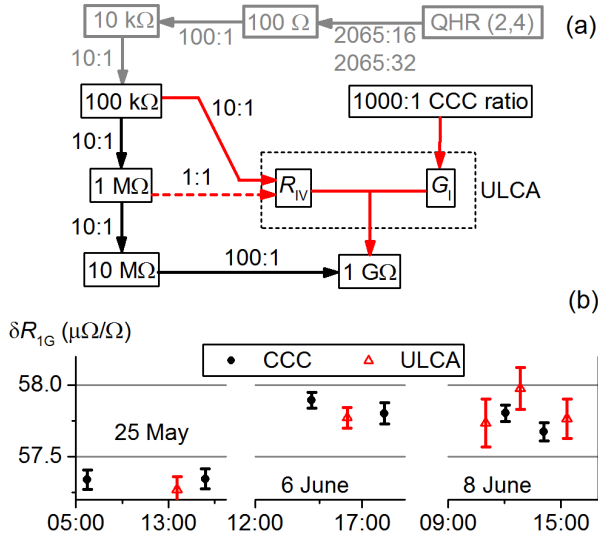 10 kΩ 100:1 100 Ω 2065:16 QHR (2,4) (a)
2065:32
10:1
100 kΩ 10:1 1000:1 CCC ratio
10:1
1 MΩ 1:1 R_IV G_I ULCA
10:1
10 MΩ 100:1 1 GΩ
(b)
δR_1G (μΩ/Ω)
CCC ULCA
58.0
25 May
57.5
6 June 8 June
05:00 13:00 12:00 17:00 09:00 15:00